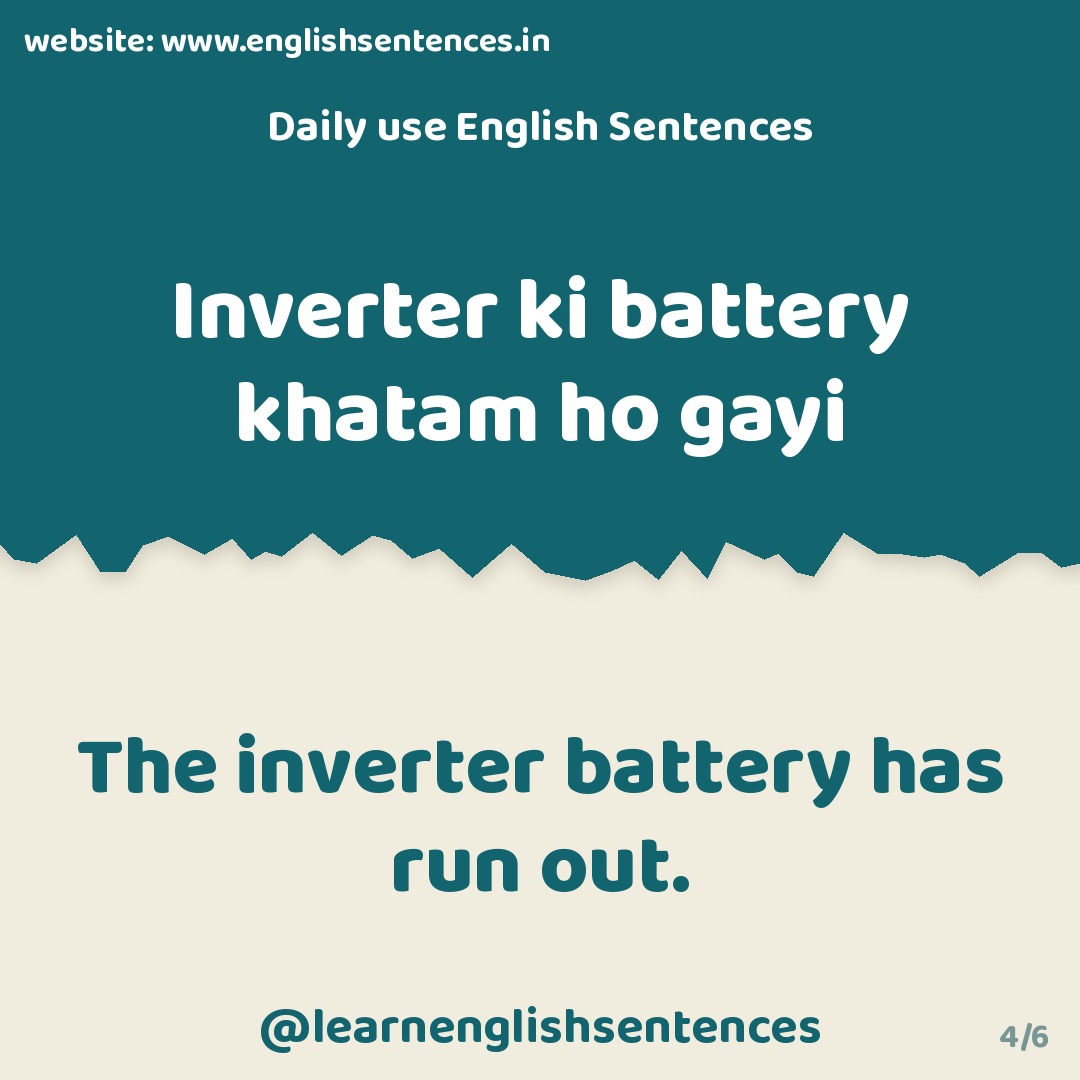 website: www.englishsentences.in
Daily use English Sentences
Inverter ki battery
khatam ho gayi
The inverter battery has
run out.
@learnenglishsentences
4/6